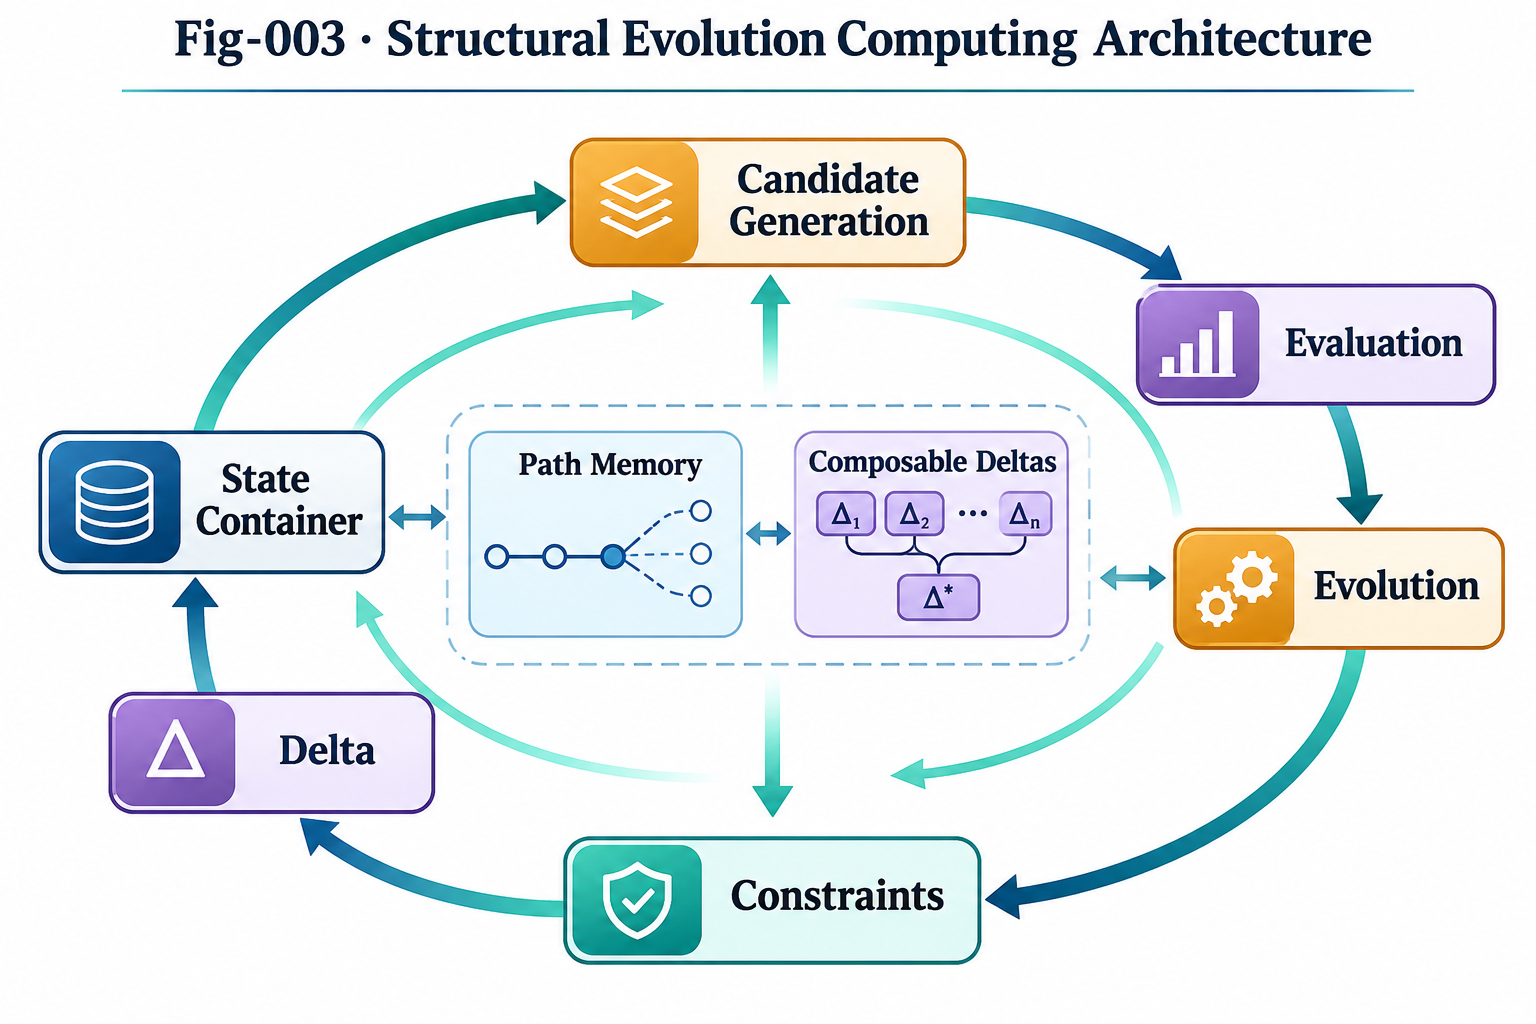 Fig-003 · Structural Evolution Computing Architecture
Candidate
Generation
Evaluation
State
Container
Path Memory
Composable Deltas
Δ₁ Δ₂ ··· Δₙ
Δ*
Evolution
Δ
Delta
Constraints